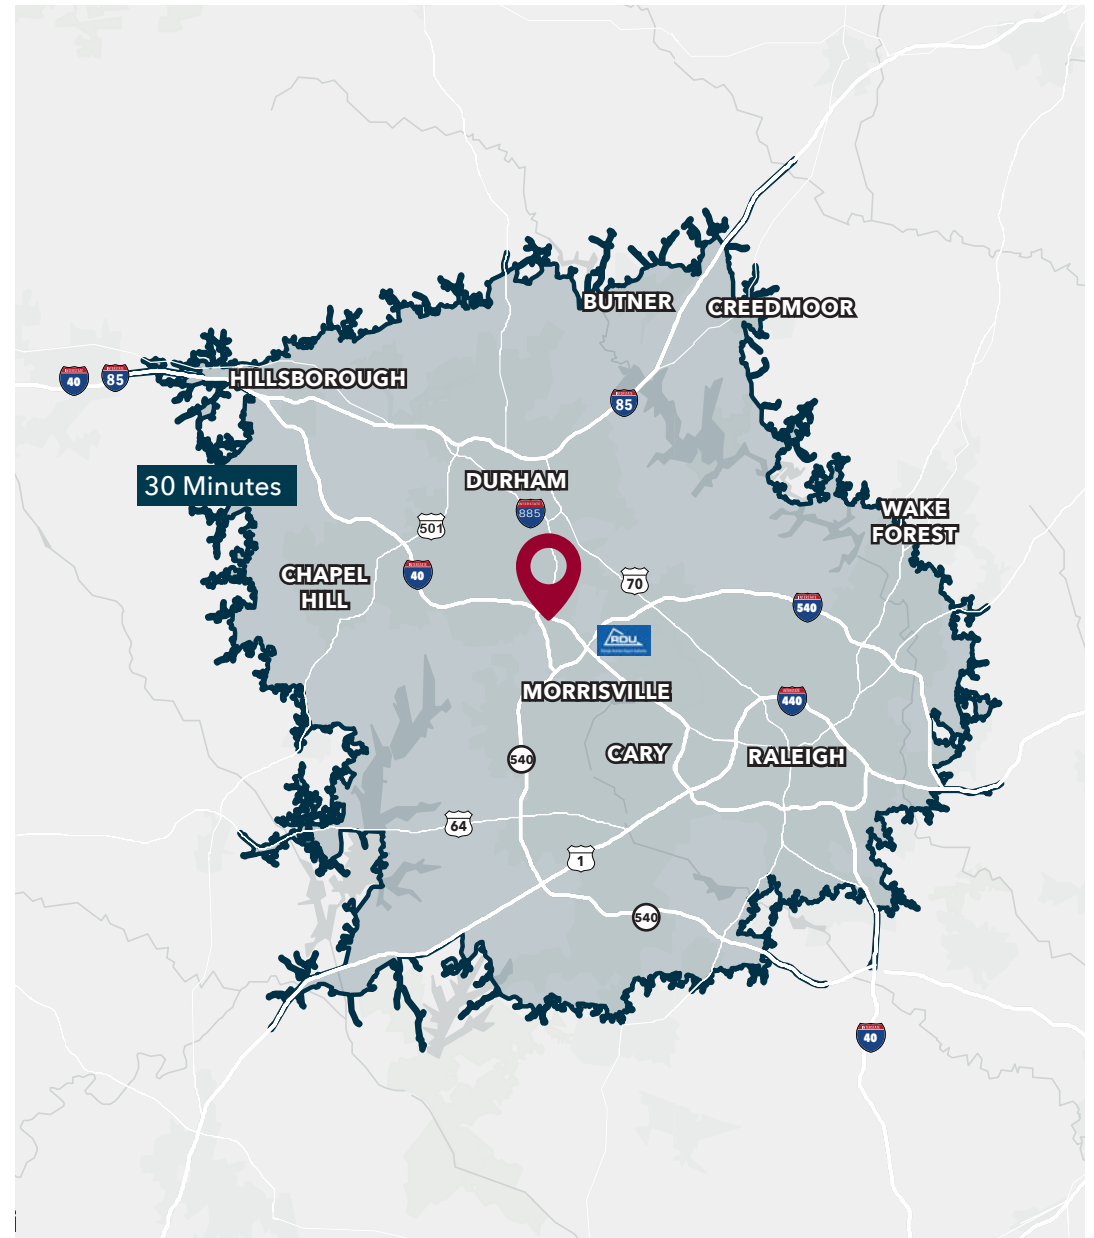 BUTNER
CREEDMOOR
HILLSBOROUGH
40
85
85
DURHAM
30 Minutes
885
501
WAKE
FOREST
CHAPEL
HILL
40
70
540
RDU
MORRISVILLE
440
540
CARY
RALEIGH
64
1
540
40